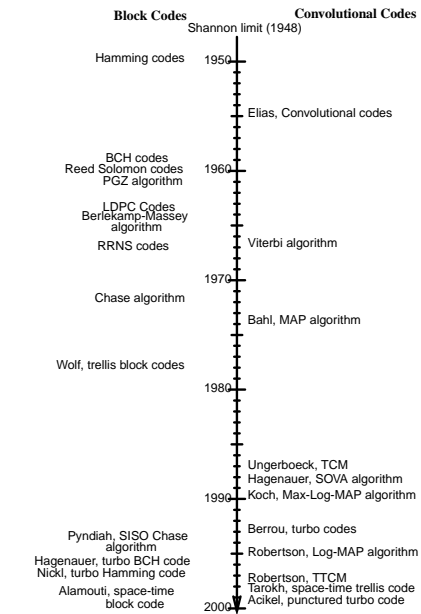 Block Codes
Convolutional Codes
Shannon limit (1948)
Hamming codes
1950
Elias, Convolutional codes
BCH codes
Reed Solomon codes
1960
PGZ algorithm
LDPC Codes
Berlekamp-Massey
algorithm
RRNS codes
Viterbi algorithm
1970
Chase algorithm
Bahl, MAP algorithm
Wolf, trellis block codes
1980
Ungerboeck, TCM
Hagenauer, SOVA algorithm
1990
Koch, Max-Log-MAP algorithm
Berrou, turbo codes
Pyndiah, SISO Chase
algorithm
Robertson, Log-MAP algorithm
Hagenauer, turbo BCH code
Nickl, turbo Hamming code
Robertson, TTCM
Alamouti, space-time
block code
Tarokh, space-time trellis code
Acikel, punctured turbo code
2000